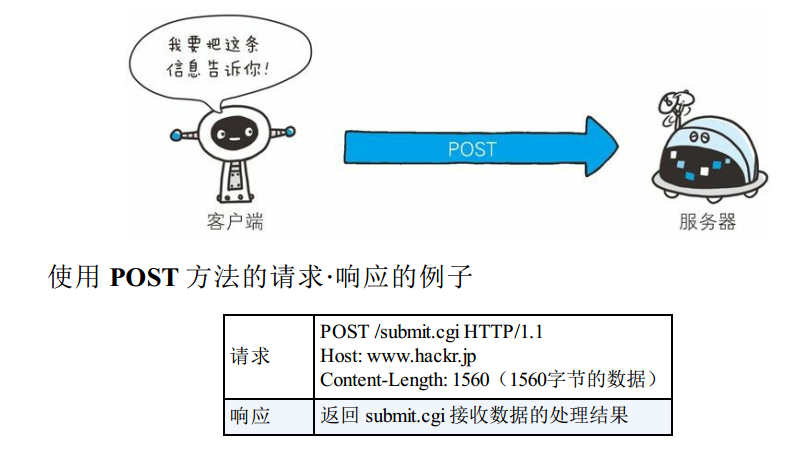 我要把这条
信息告诉你!
POST
客户端
服务器
使用 POST 方法的请求·响应的例子
请求
POST /submit.cgi HTTP/1.1
Host: www.hackr.jp
Content-Length: 1560（1560字节的数据）
响应
返回 submit.cgi 接收数据的处理结果